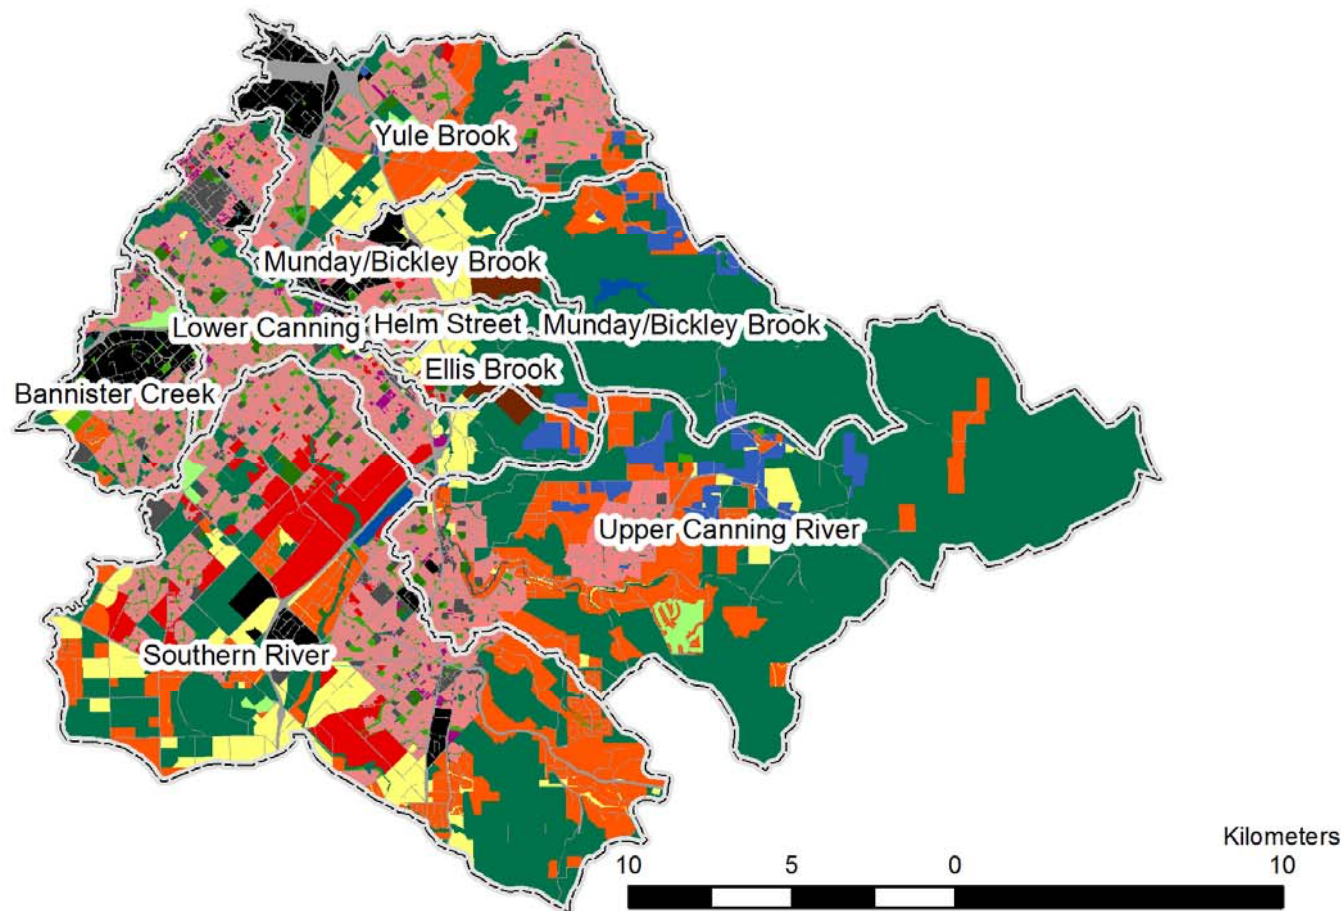 Yule Brook
Munday/Bickley Brook
Lower Canning
Helm Street
Munday/Bickley Brook
Ellis Brook
Bannister Creek
Upper Canning River
Southern River
Kilometers
10 5 0 10